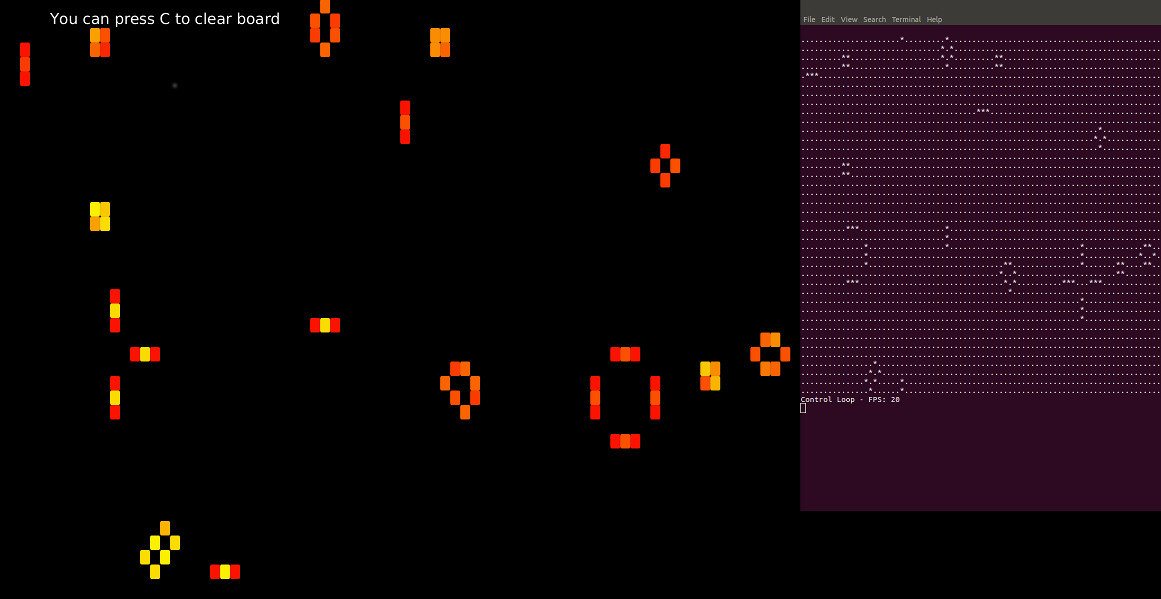 You can press C to clear board
File Edit View Search Terminal Help
Control Loop - FPS: 20